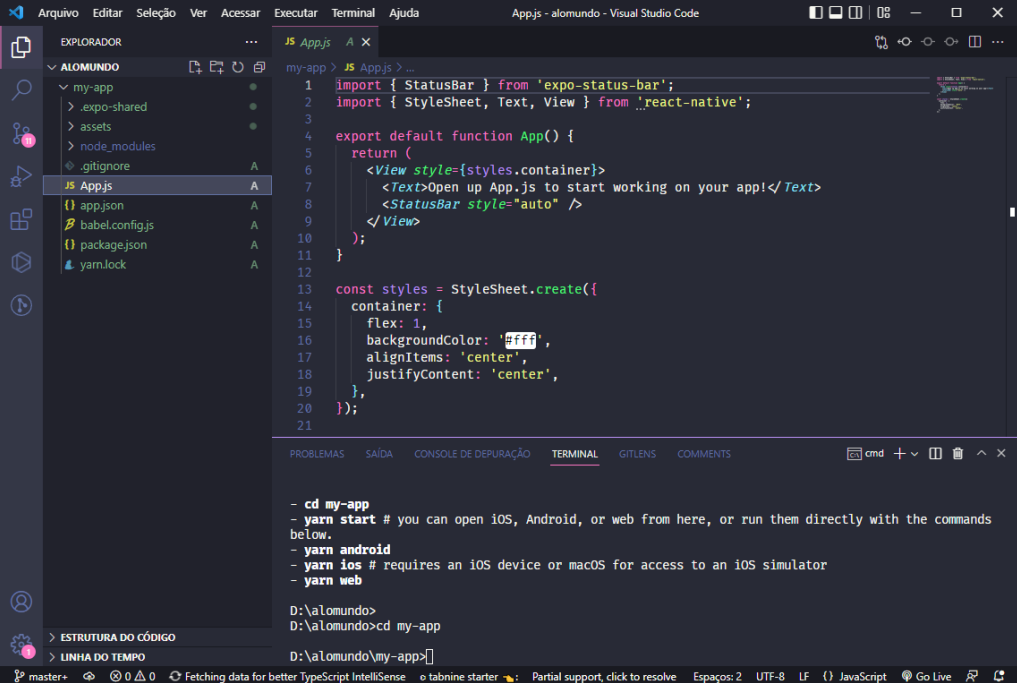 Arquivo Editar Seleção Ver Acessar Executar Terminal Ajuda App.js - alomundo - Visual Studio Code
EXPLORADOR ...
ALOMUNDO
my-app
.expo-shared
assets
node_modules
.gitignore A
JS App.js A
{} app.json A
babel.config.js A
package.json A
yarn.lock A
ESTRUTURA DO CÓDIGO
LINHA DO TEMPO
11
1
JS App.js A
my-app > JS App.js > ...
1 import { StatusBar } from 'expo-status-bar';
2 import { StyleSheet, Text, View } from 'react-native';
3
4 export default function App() {
5 return (
6 <View style={styles.container}>
7 <Text>Open up App.js to start working on your app!</Text>
8 <StatusBar style="auto" />
9 </View>
10 );
11 }
12
13 const styles = StyleSheet.create({
14 container: {
15 flex: 1,
16 backgroundColor: '#fff',
17 alignItems: 'center',
18 justifyContent: 'center',
19 },
20 });
21
PROBLEMAS SAÍDA CONSOLE DE DEPURAÇÃO TERMINAL GITLENS COMMENTS cmd
- cd my-app
- yarn start # you can open iOS, Android, or web from here, or run them directly with the commands
below.
- yarn android
- yarn ios # requires an iOS device or macOS for access to an iOS simulator
- yarn web
D:\alomundo>
D:\alomundo>cd my-app
D:\alomundo\my-app>
master+ 0 0 Fetching data for better TypeScript IntelliSense tabnine starter Partial support, click to resolve Espaços: 2 UTF-8 LF {} JavaScript Go Live